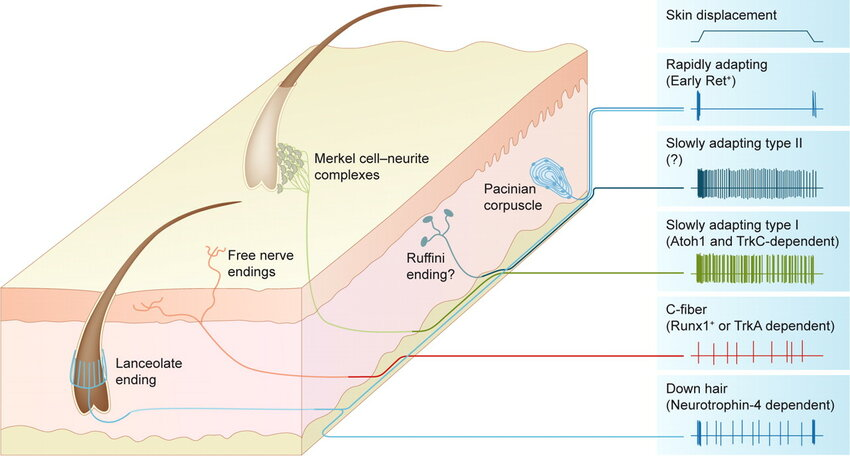 Skin displacement
Rapidly adapting
(Early Ret⁺)
Slowly adapting type II
(?)
Slowly adapting type I
(Atoh1 and TrkC-dependent)
C-fiber
(Runx1⁺ or TrkA dependent)
Down hair
(Neurotrophin-4 dependent)
Merkel cell–neurite
complexes
Pacinian
corpuscle
Free nerve
endings
Ruffini
ending?
Lanceolate
ending